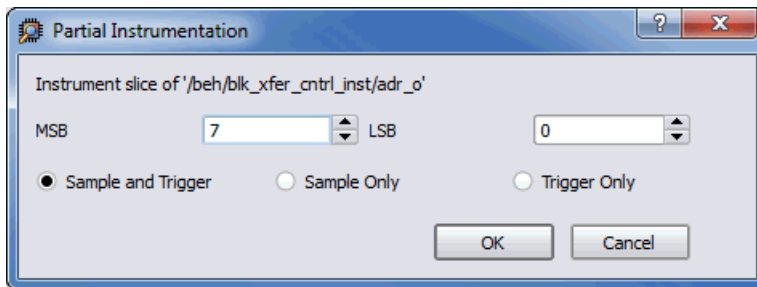 Partial Instrumentation
Instrument slice of '/beh/blk_xfer_cntrl_inst/adr_o'
MSB 7 LSB 0
Sample and Trigger Sample Only Trigger Only
OK Cancel